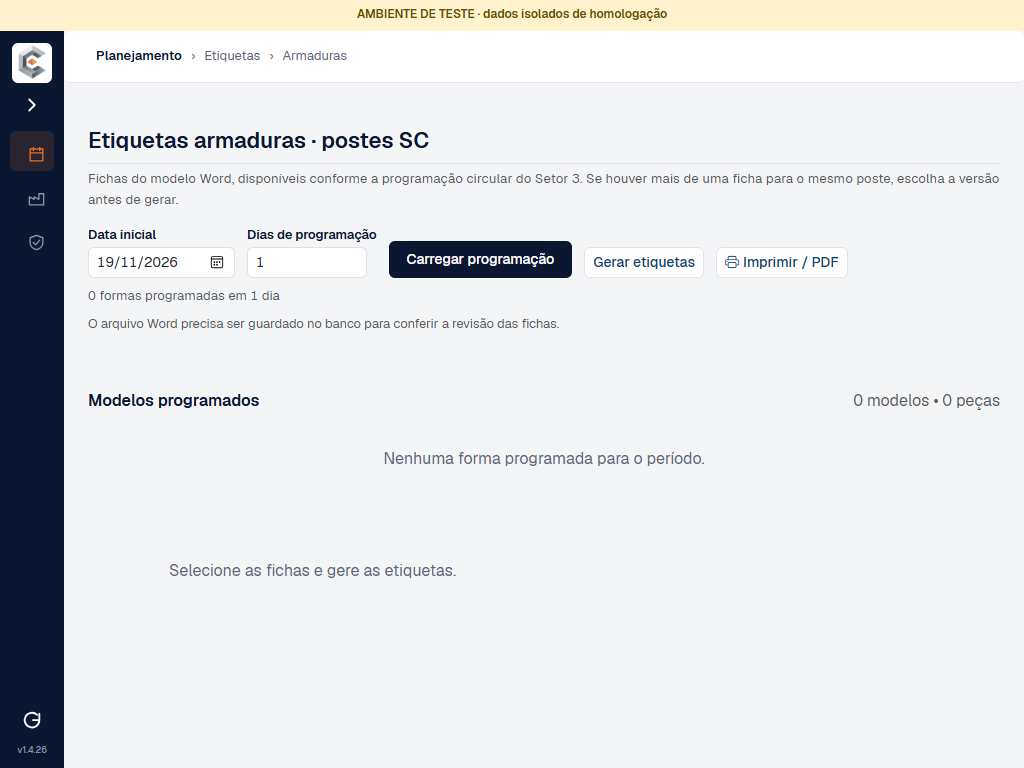 AMBIENTE DE TESTE · dados isolados de homologação
Planejamento › Etiquetas › Armaduras
Etiquetas armaduras · postes SC
Fichas do modelo Word, disponíveis conforme a programação circular do Setor 3. Se houver mais de uma ficha para o mesmo poste, escolha a versão
antes de gerar.
Data inicial
Dias de programação
19/11/2026
1
Carregar programação
Gerar etiquetas
Imprimir / PDF
0 formas programadas em 1 dia
O arquivo Word precisa ser guardado no banco para conferir a revisão das fichas.
Modelos programados
0 modelos • 0 peças
Nenhuma forma programada para o período.
Selecione as fichas e gere as etiquetas.
v1.4.26